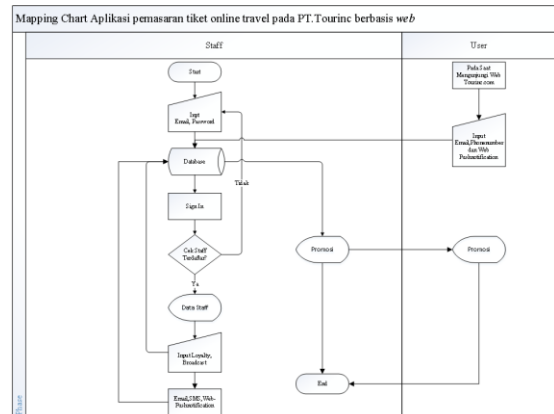 Mapping Chart Aplikasi pemasaran tiket online travel pada PT.Tourinc berbasis web
Staff
User
Start
Pada Saat
Mengunjungi Web
Tourinc.com
Inpt
Email, Password
Input
Email,Phonenumber
dan Web
Pushnotification
Database
Tidak
Sign In
Cek Staff
Terdaftar?
Promosi
Promosi
Ya
Data Staff
Input Loyalty,
Broadcast
End
Email,SMS,Web-
Pushnotification
Phase